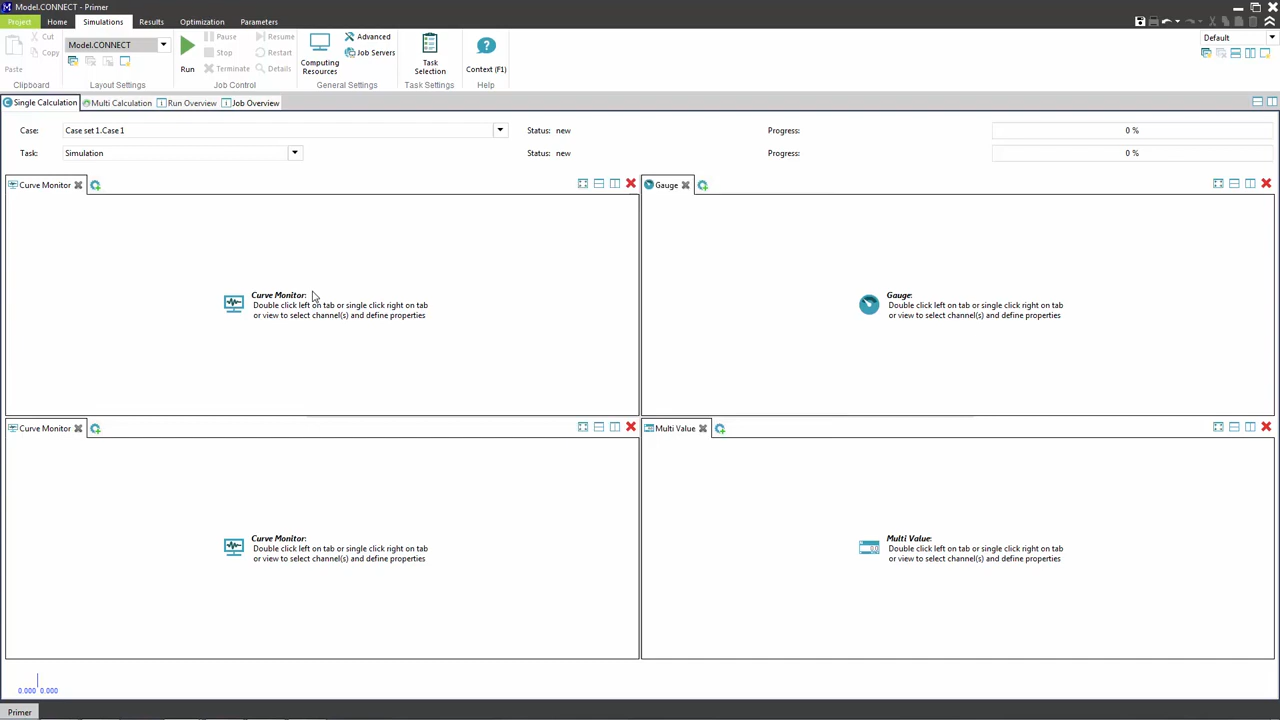 Model.CONNECT - Primer
Project Home Simulations Results Optimization Parameters
Paste Cut Copy Clipboard
Model.CONNECT Layout Settings
Run Pause Stop Terminate Resume Restart Details Job Control
Computing Resources Advanced Job Servers General Settings
Task Selection Task Settings
Context (F1) Help
Default
Single Calculation Multi Calculation Run Overview Job Overview
Case: Case set 1.Case 1 Status: new Progress: 0 %
Task: Simulation Status: new Progress: 0 %
Curve Monitor
Curve Monitor:
Double click left on tab or single click right on tab
or view to select channel(s) and define properties
Gauge
Gauge:
Double click left on tab or single click right on tab
or view to select channel(s) and define properties
Curve Monitor
Curve Monitor:
Double click left on tab or single click right on tab
or view to select channel(s) and define properties
Multi Value
Multi Value:
Double click left on tab or single click right on tab
or view to select channel(s) and define properties
0.000 0.000
Primer